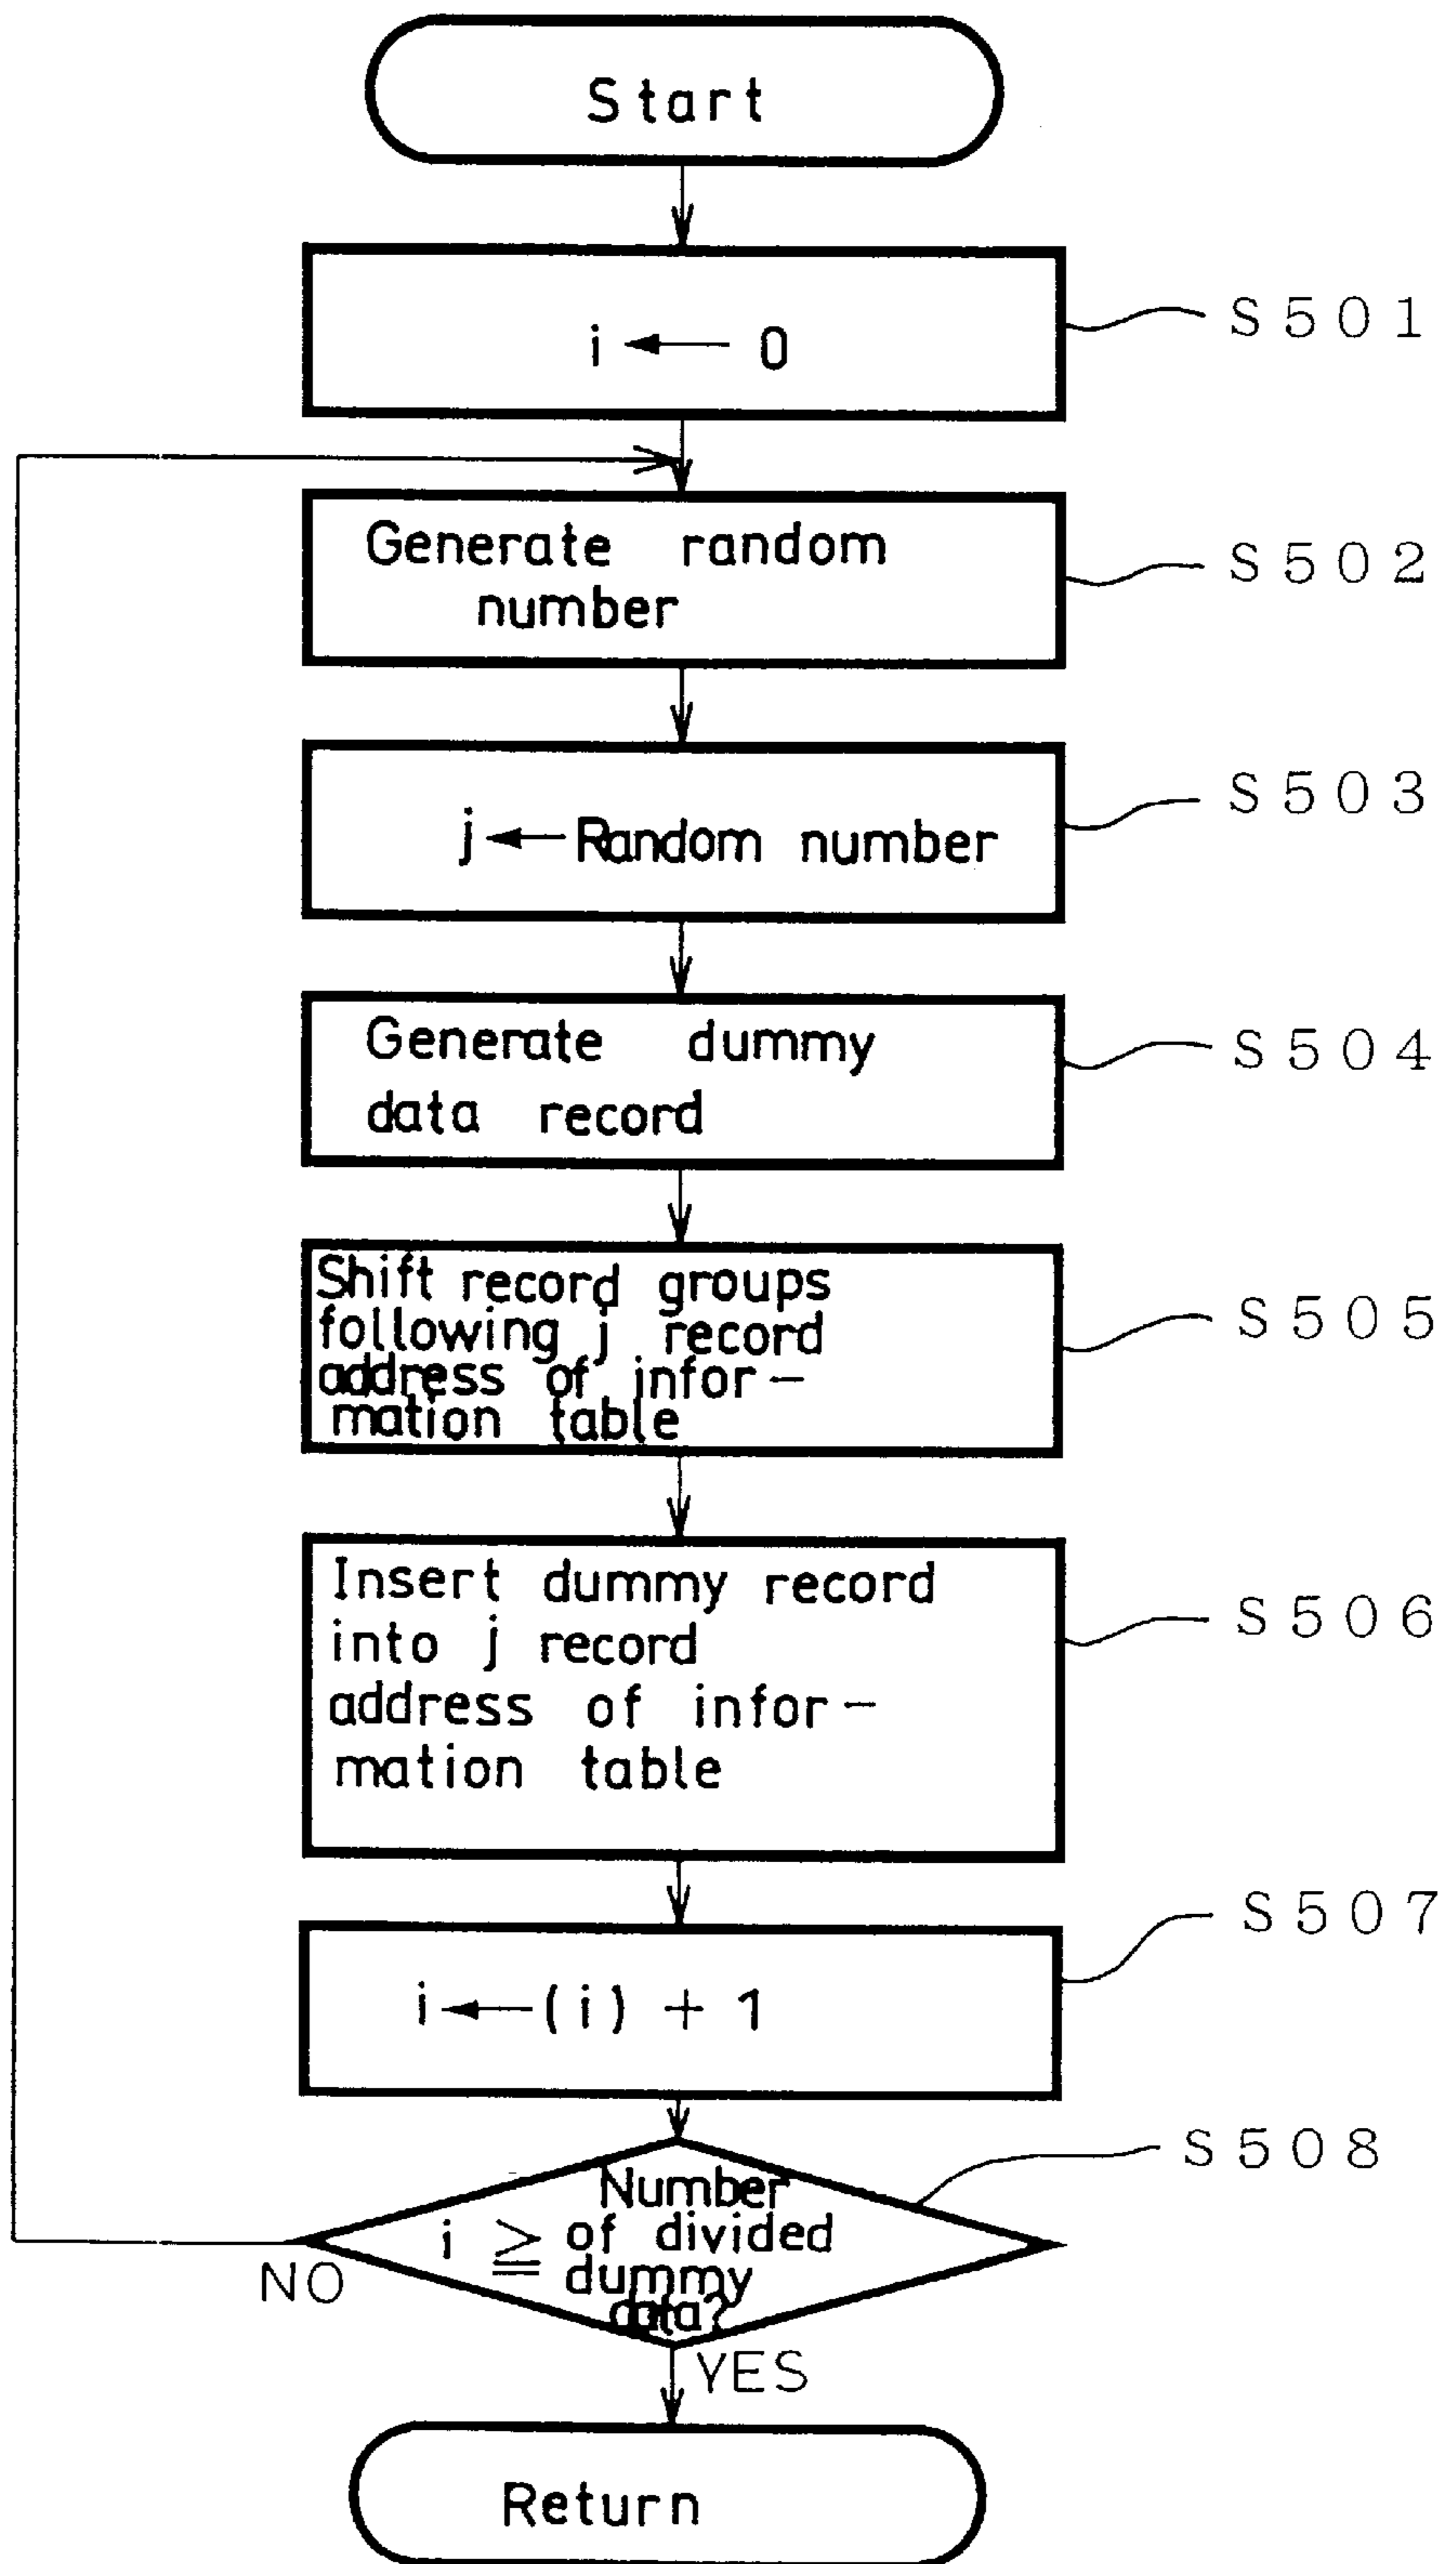 Start
i ← 0
S501
Generate random
number
S502
j ← Random number
S503
Generate dummy
data record
S504
Shift record groups
following j record
address of infor-
mation table
S505
Insert dummy record
into j record
address of infor-
mation table
S506
i ← (i) + 1
S507
Number
i ≧ of divided
dummy
data?
S508
NO
YES
Return